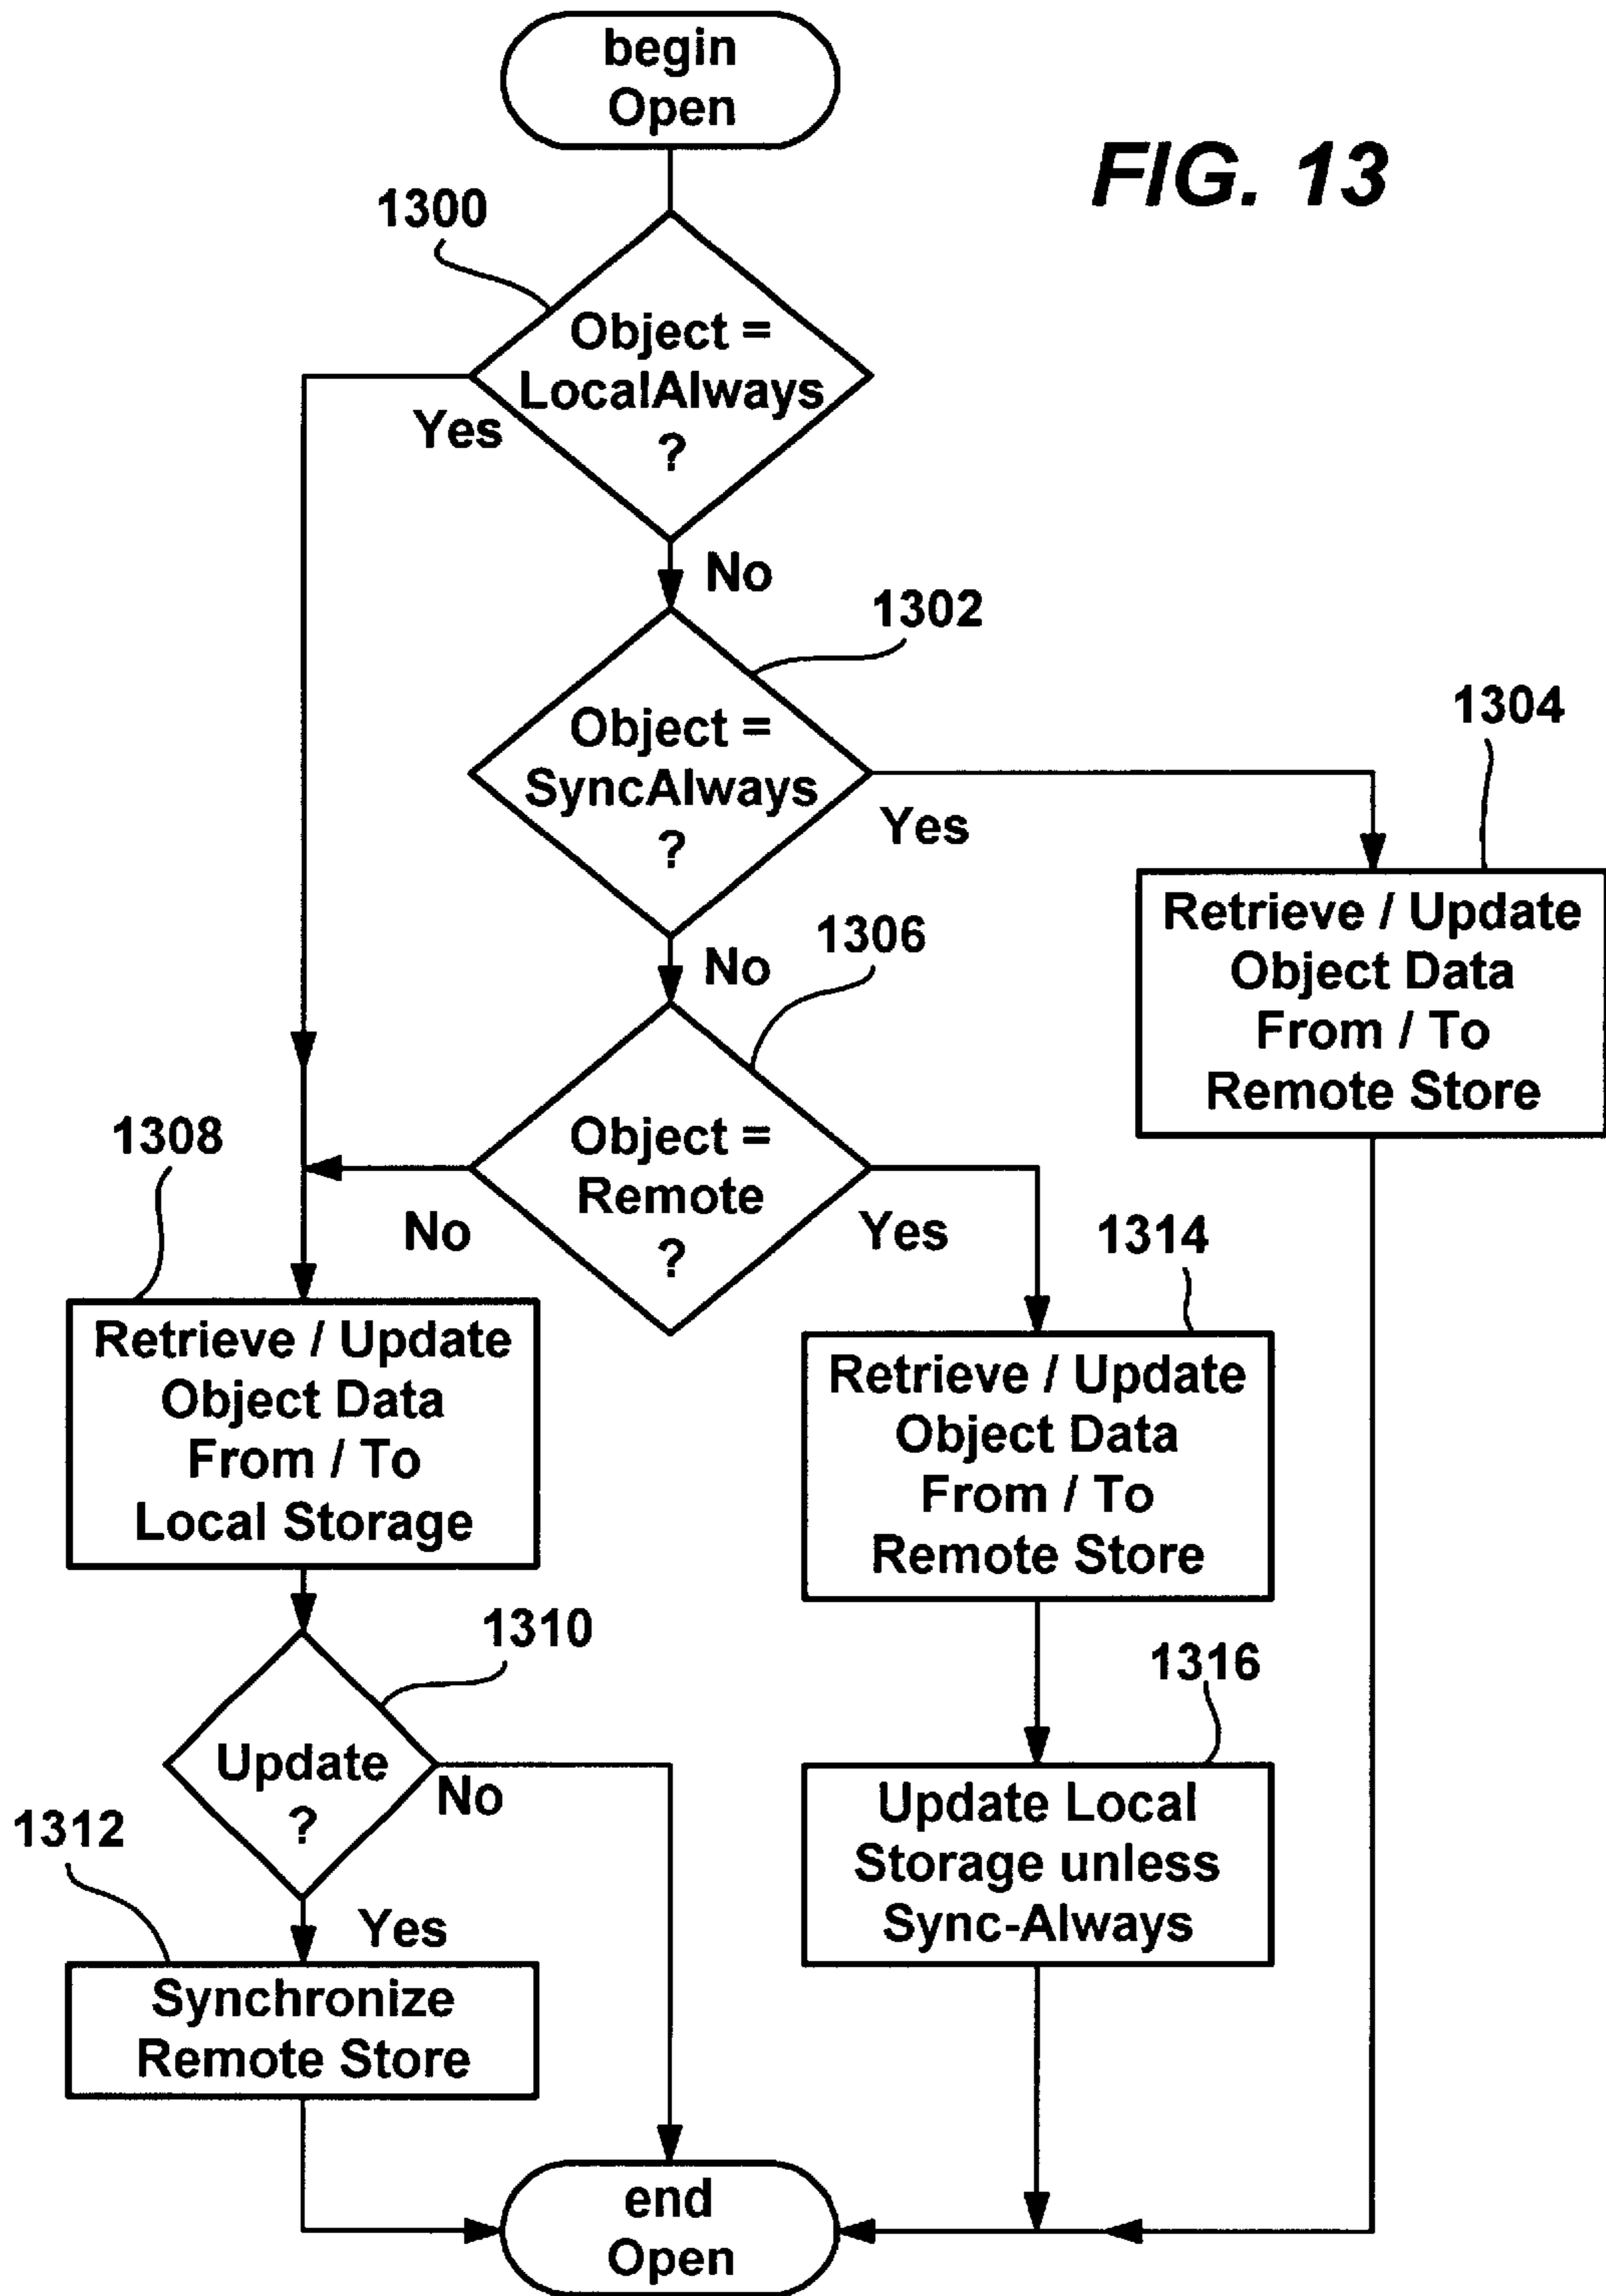 begin
Open
FIG. 13
1300
Object =
LocalAlways
?
Yes
No
1302
Object =
SyncAlways
?
Yes
1304
Retrieve / Update
Object Data
From / To
Remote Store
No
1306
Object =
Remote
?
No
Yes
1308
Retrieve / Update
Object Data
From / To
Local Storage
1314
Retrieve / Update
Object Data
From / To
Remote Store
1310
Update
?
No
1316
Update Local
Storage unless
Sync-Always
1312
Yes
Synchronize
Remote Store
end
Open